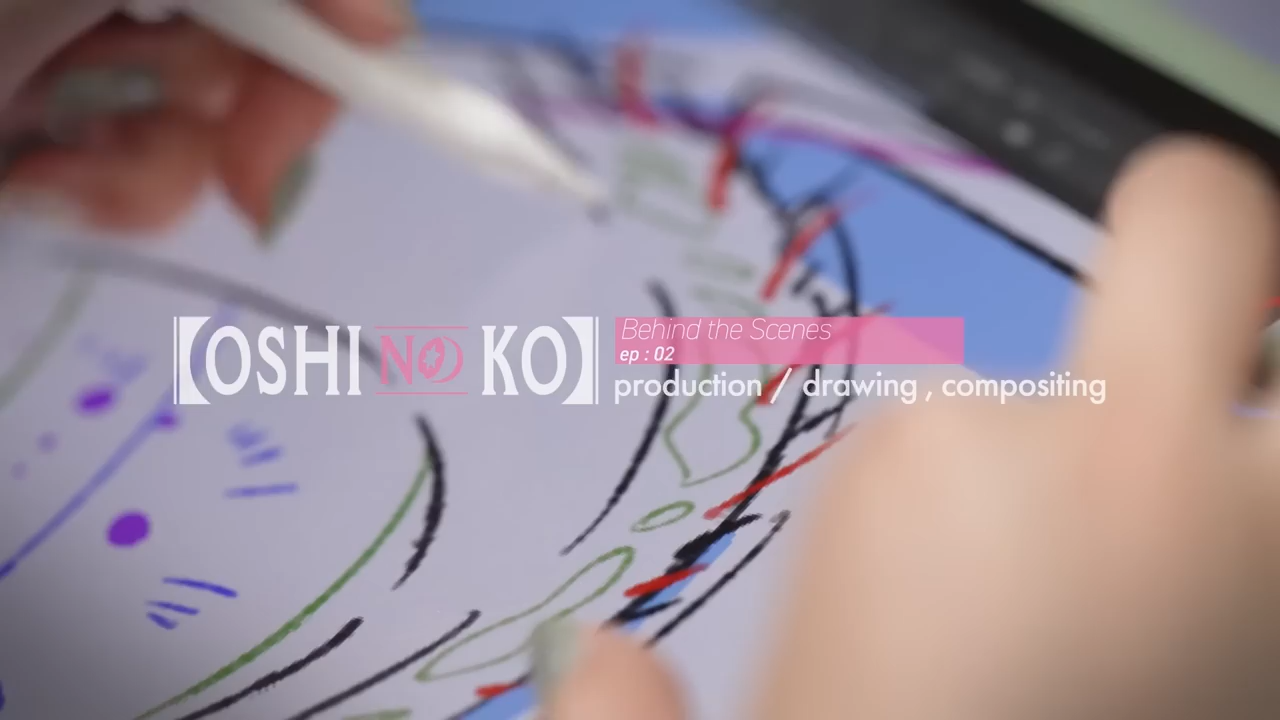 【OSHI NO KO】
Behind the Scenes
ep : 02
production / drawing , compositing